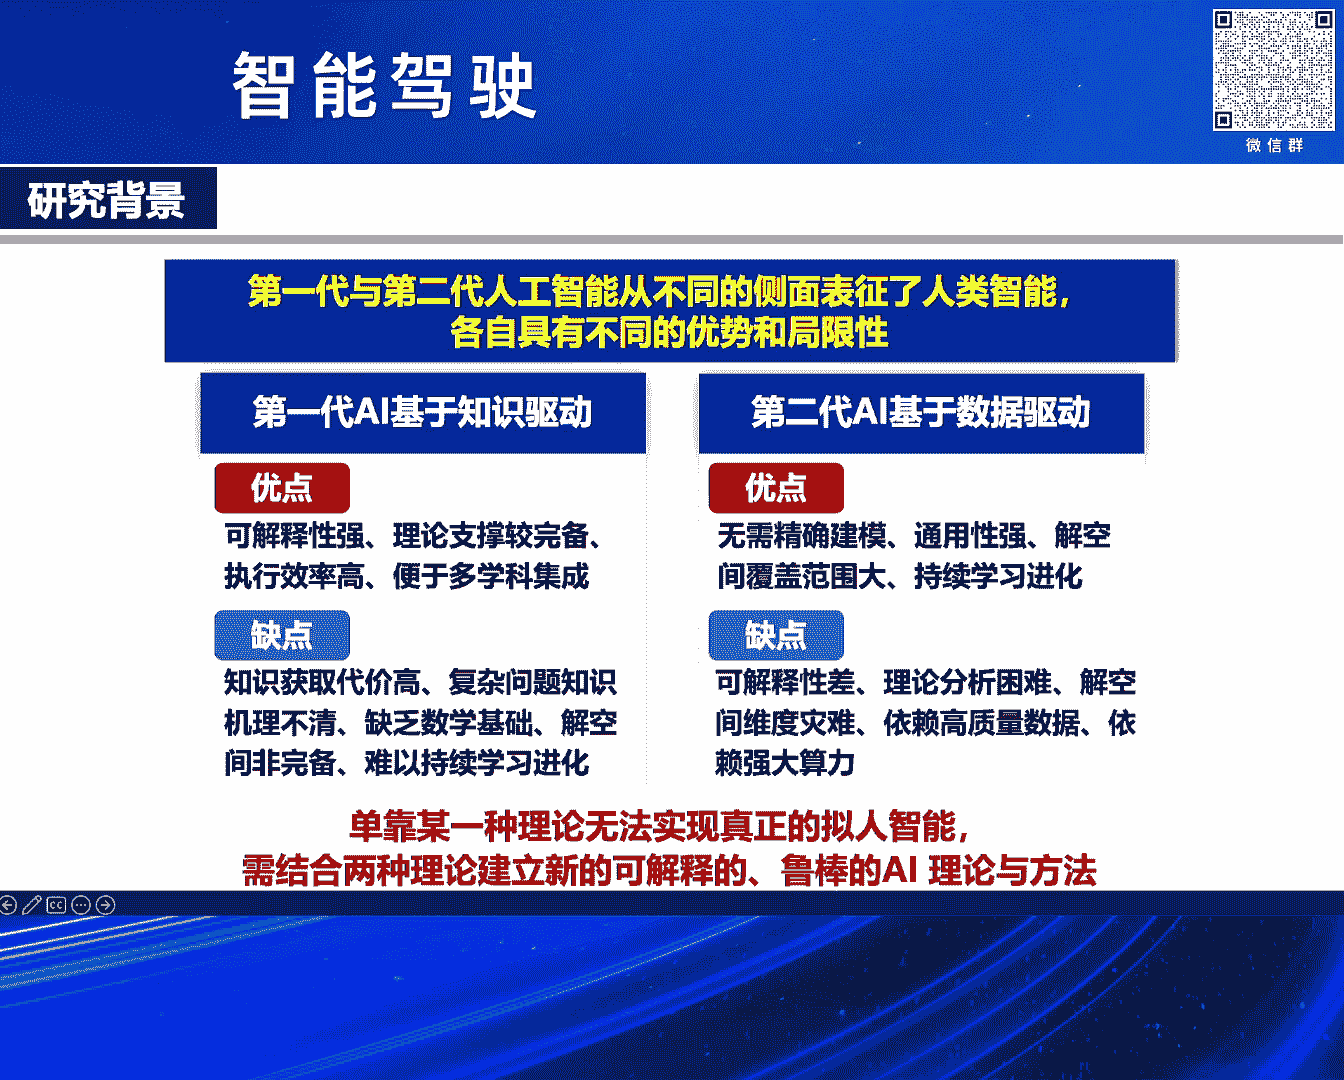 智能驾驶
微信群
研究背景
第一代与第二代人工智能从不同的侧面表征了人类智能，
各自具有不同的优势和局限性
第一代AI基于知识驱动
优点
可解释性强、理论支撑较完备、
执行效率高、便于多学科集成
缺点
知识获取代价高、复杂问题知识
机理不清、缺乏数学基础、解空
间非完备、难以持续学习进化
第二代AI基于数据驱动
优点
无需精确建模、通用性强、解空
间覆盖范围大、持续学习进化
缺点
可解释性差、理论分析困难、解空
间维度灾难、依赖高质量数据、依
赖强大算力
单靠某一种理论无法实现真正的拟人智能，
需结合两种理论建立新的可解释的、鲁棒的AI 理论与方法
CC